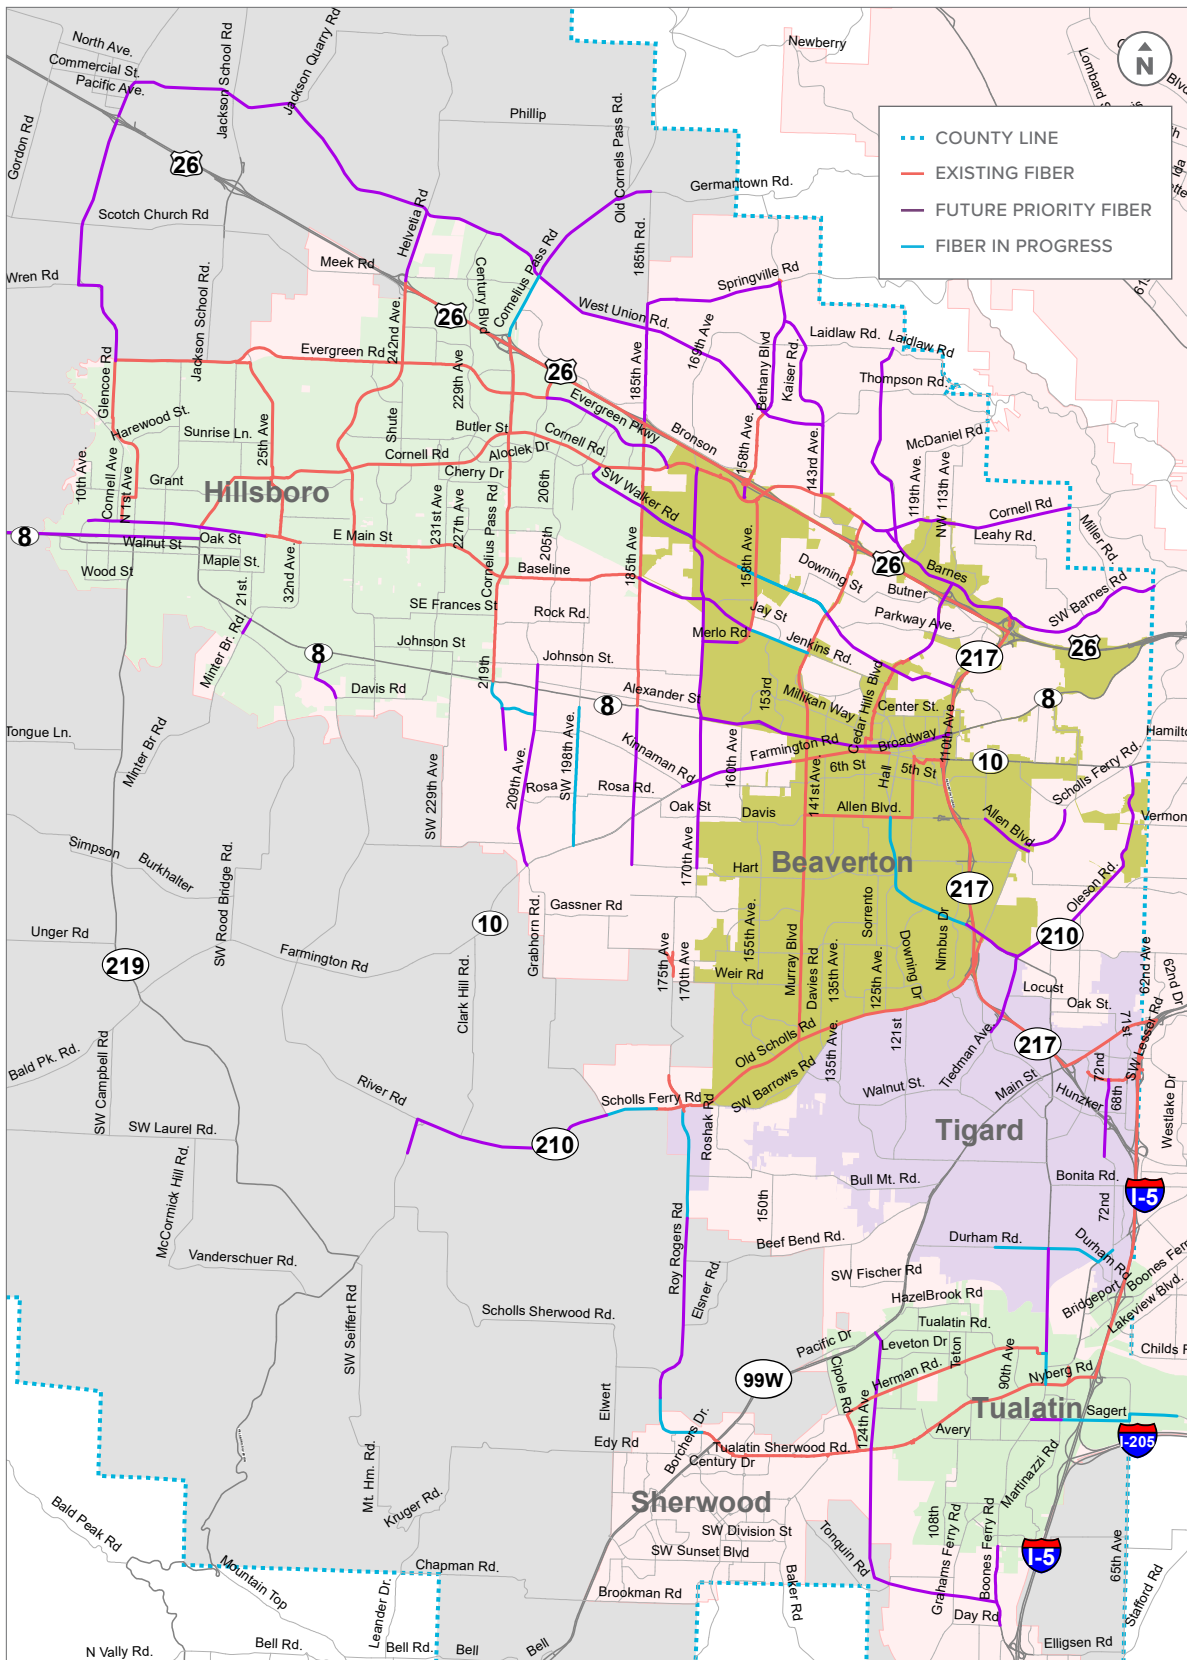 North Ave.
Commercial St.
Pacific Ave.
Jackson School Rd
Jackson Quarry Rd
Newberry
N
Lombard
Blvd
Gordon Rd
26
Phillip
Old Cornels Pass Rd.
COUNTY LINE
EXISTING FIBER
FUTURE PRIORITY FIBER
FIBER IN PROGRESS
Germantown Rd.
Scotch Church Rd
Helvetia Rd
185th Rd.
Wren Rd
Meek Rd
Century Blvd
Cornelius Pass Rd
Springville Rd
Jackson School Rd.
242nd Ave.
26
West Union Rd.
169th Ave
Laidlaw Rd.
Laidlaw Rd
Glencoe Rd
Evergreen Rd
229th Ave
26
185th Ave
Bethany Blvd
Kaiser Rd.
Thompson Rd.
Harewood St.
Sunrise Ln.
25th Ave
Shute
Butler St
Evergreen Pkwy
Bronson
McDaniel Rd.
10th Ave.
Connell Ave
N 1st Ave
Grant
Hillsboro
Cornell Rd
Aloclek Dr
Cherry Dr
Cornell Rd.
206th
SW Walker Rd
158th Ave.
143rd Ave.
119th Ave.
NW 113th Ave
Cornell Rd
Leahy Rd.
Miller Rd.
8
Walnut St
Oak St
Maple St.
Wood St
21st.
32nd Ave.
E Main St
231st Ave
227th Ave
Cornelius Pass Rd
205th
Baseline
185th Ave
158th Ave.
Downing St
26
Butner
Barnes
SW Barnes Rd
SE Frances St
Rock Rd.
Jay St
Parkway Ave.
Minter Br. Rd
8
Johnson St
Merlo Rd.
Jenkins Rd.
217
26
219th
Johnson St.
Davis Rd
Alexander St
153rd
Millikan Way
Cedar Hills Blvd
Center St.
8
8
Tongue Ln.
Minter Br Rd
Kinnaman Rd
Farmington Rd
Broadway
110th Ave
10
Hamilt
SW 229th Ave
209th Ave.
Rosa
SW 198th Ave.
Rosa Rd.
160th Ave
6th St
Hall
5th St
Scholls Ferry Rd.
Oak St
Davis
141st Ave
Allen Blvd.
Allen Blvd
Vermon
Simpson
Burkhalter
SW Rood Bridge Rd.
170th Ave
Hart
Beaverton
217
Oleson Rd.
10
Gassner Rd
Unger Rd
219
Farmington Rd
Clark Hill Rd.
Grabhorn Rd.
175th Ave
170th Ave
Weir Rd
155th Ave.
Murray Blvd
Davies Rd
135th Ave.
Sorrento
125th Ave.
Downing Dr
Nimbus Dr
210
62nd Ave
62nd Dr
Locust
Oak St.
71st
SW Lesser Rd
Bald Pk. Rd.
SW Campbell Rd
Old Scholls Rd
135th Ave.
121st
Tiedman Ave.
217
72nd
River Rd
Scholls Ferry Rd
SW Barrows Rd
Walnut St.
Main St
Hunzker
68th
Westlake Dr
SW Laurel Rd.
210
Roshak Rd
Tigard
McCormick Hill Rd.
Bull Mt. Rd.
Bonita Rd.
I-5
150th
72nd
Vanderschuer Rd.
Roy Rogers Rd
Beef Bend Rd.
Durham Rd.
Durham Rd
Boones Ferr
SW Fischer Rd
Elsner Rd.
HazelBrook Rd
Bridgeport
Lakeview Blvd.
SW Seiffert Rd
Scholls Sherwood Rd.
Tualatin Rd.
Pacific Dr
Leveton Dr
Teton
90th Ave
Childs R
99W
Cipole Rd
Herman Rd.
Nyberg Rd
Elwert
124th Ave
Tualatin
Sagert
Avery
Edy Rd
Borchers Dr.
Tualatin Sherwood Rd.
Century Dr
I-205
Mt. Hm. Rd.
Kruger Rd.
Sherwood
Martinazzi Rd
SW Division St
SW Sunset Blvd
Tonquin Rd
108th
Grahams Ferry Rd
Boones Ferry Rd
I-5
65th Ave
Stafford Rd
Bald Peak Rd
Mountain Top
Leander Dr.
Chapman Rd.
Brookman Rd
Baker Rd
Day Rd
N Vally Rd.
Bell Rd.
Bell Rd.
Bell
Bell
Elligsen Rd